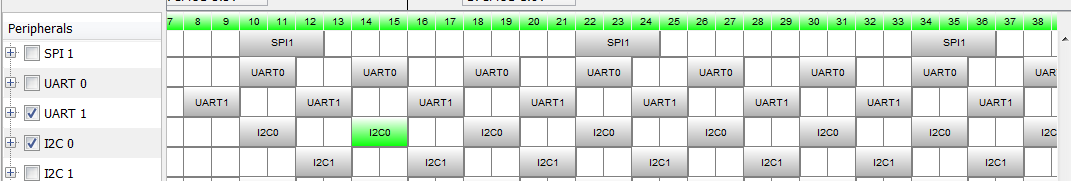 Peripherals 7 8 9 10 11 12 13 14 15 16 17 18 19 20 21 22 23 24 25 26 27 28 29 30 31 32 33 34 35 36 37 38
SPI 1 SPI1 SPI1 SPI1
UART 0 UART0 UART0 UART0 UART0 UART0 UART0 UART0 UAR
UART 1 UART1 UART1 UART1 UART1 UART1 UART1 UART1 UART1
I2C 0 I2C0 I2C0 I2C0 I2C0 I2C0 I2C0 I2C0 I2C
I2C 1 I2C1 I2C1 I2C1 I2C1 I2C1 I2C1 I2C1